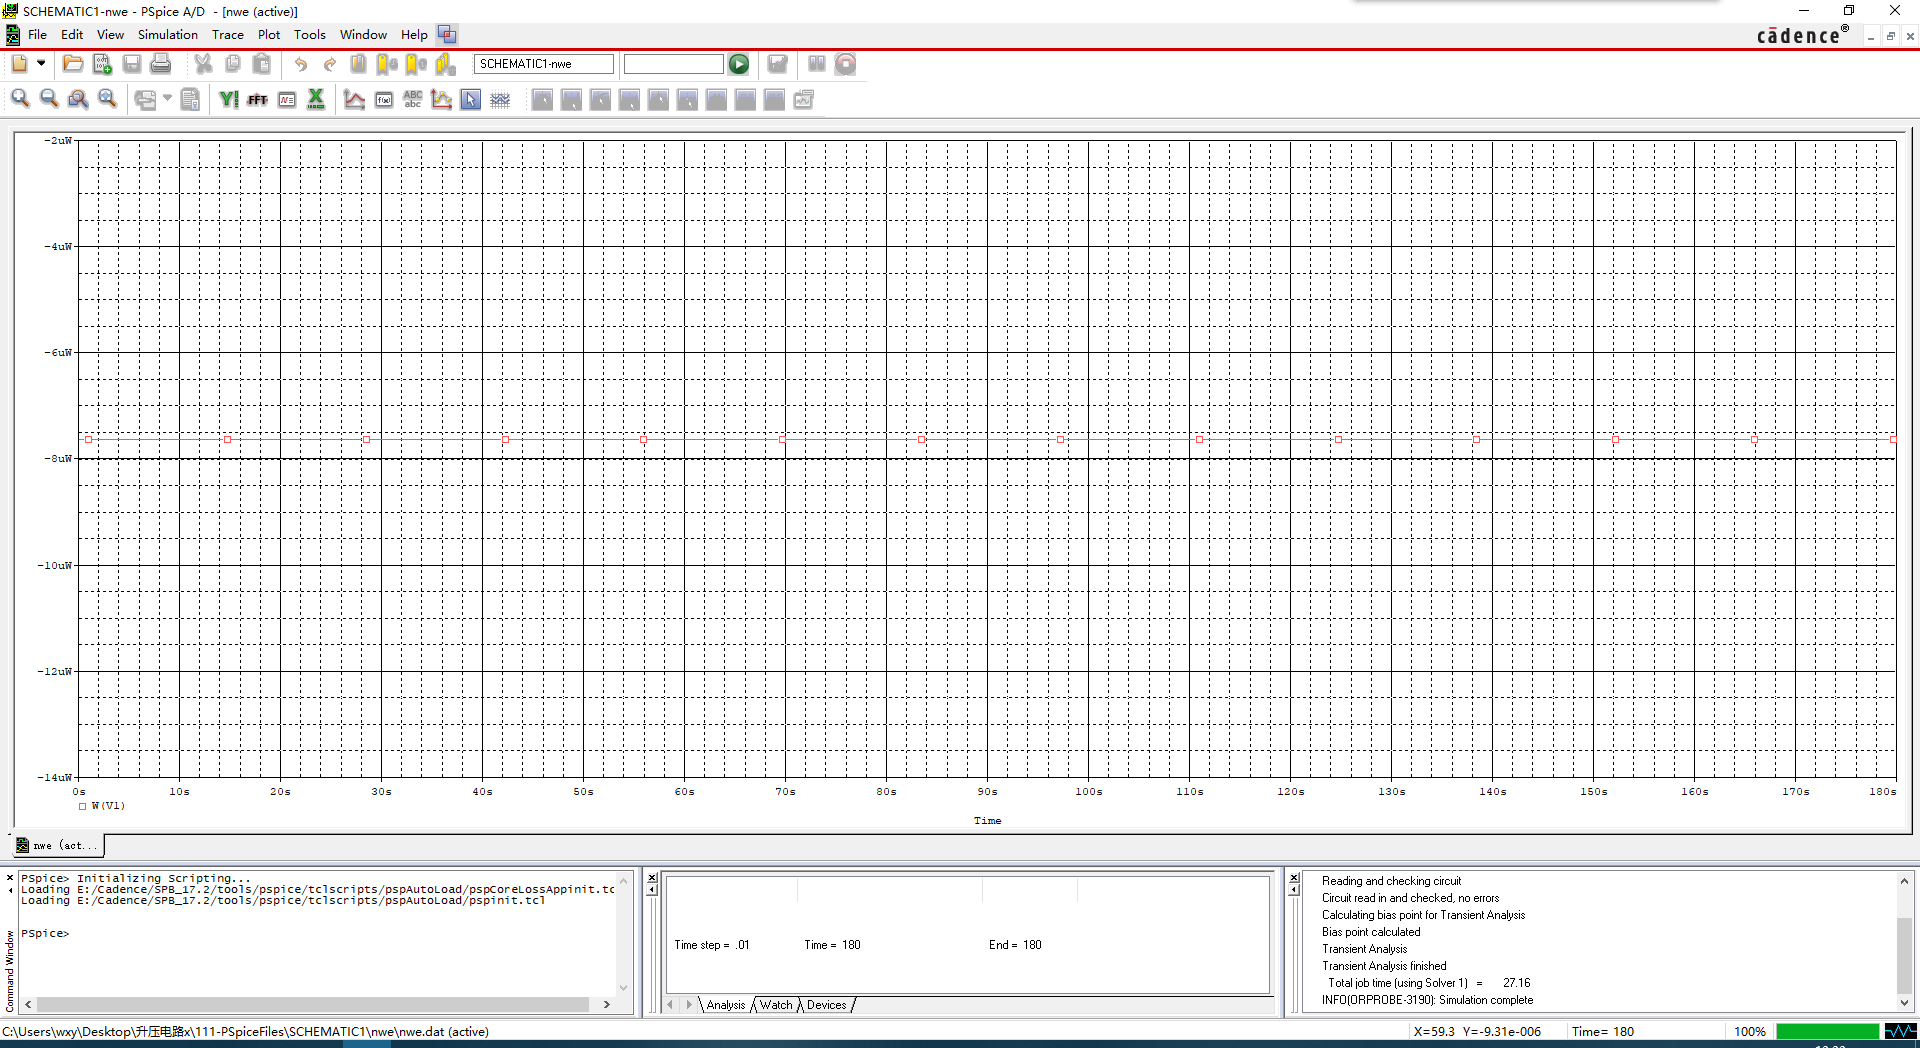 SCHEMATIC1-nwe - PSpice A/D - [nwe (active)]
File Edit View Simulation Trace Plot Tools Window Help
cādence®
SCHEMATIC1-nwe
FFT
ABC
abc
-2uW
-4uW
-6uW
-8uW
-10uW
-12uW
-14uW
0s 10s 20s 30s 40s 50s 60s 70s 80s 90s 100s 110s 120s 130s 140s 150s 160s 170s 180s
W(V1)
Time
nwe (act...
Command Window
PSpice> Initializing Scripting...
Loading E:/Cadence/SPB_17.2/tools/pspice/tclscripts/pspAutoLoad/pspCoreLossAppinit.tc
Loading E:/Cadence/SPB_17.2/tools/pspice/tclscripts/pspAutoLoad/pspinit.tcl
PSpice>
Time step = .01 Time = 180 End = 180
Analysis Watch Devices
Reading and checking circuit
Circuit read in and checked, no errors
Calculating bias point for Transient Analysis
Bias point calculated
Transient Analysis
Transient Analysis finished
Total job time (using Solver 1) = 27.16
INFO(ORPROBE-3190): Simulation complete
C:\Users\wxy\Desktop\升压电路x\111-PSpiceFiles\SCHEMATIC1\nwe\nwe.dat (active)
X=59.3 Y=-9.31e-006 Time= 180 100%